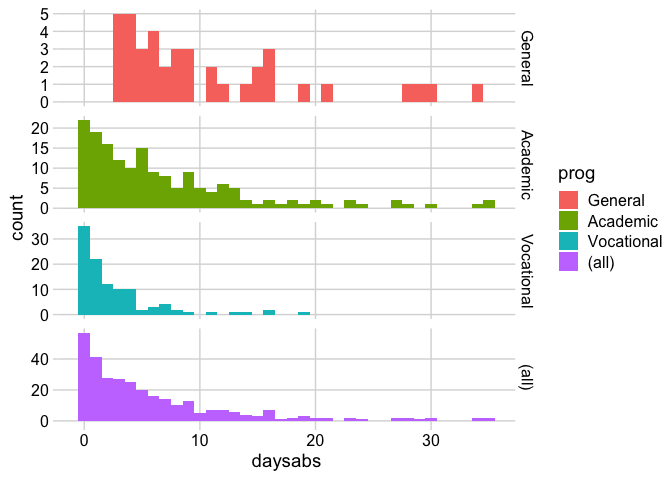 5
4
3
2
1
0
General
20
15
10
5
0
Academic
30
20
10
0
Vocational
40
20
0
(all)
0 10 20 30
daysabs
count
prog
General
Academic
Vocational
(all)